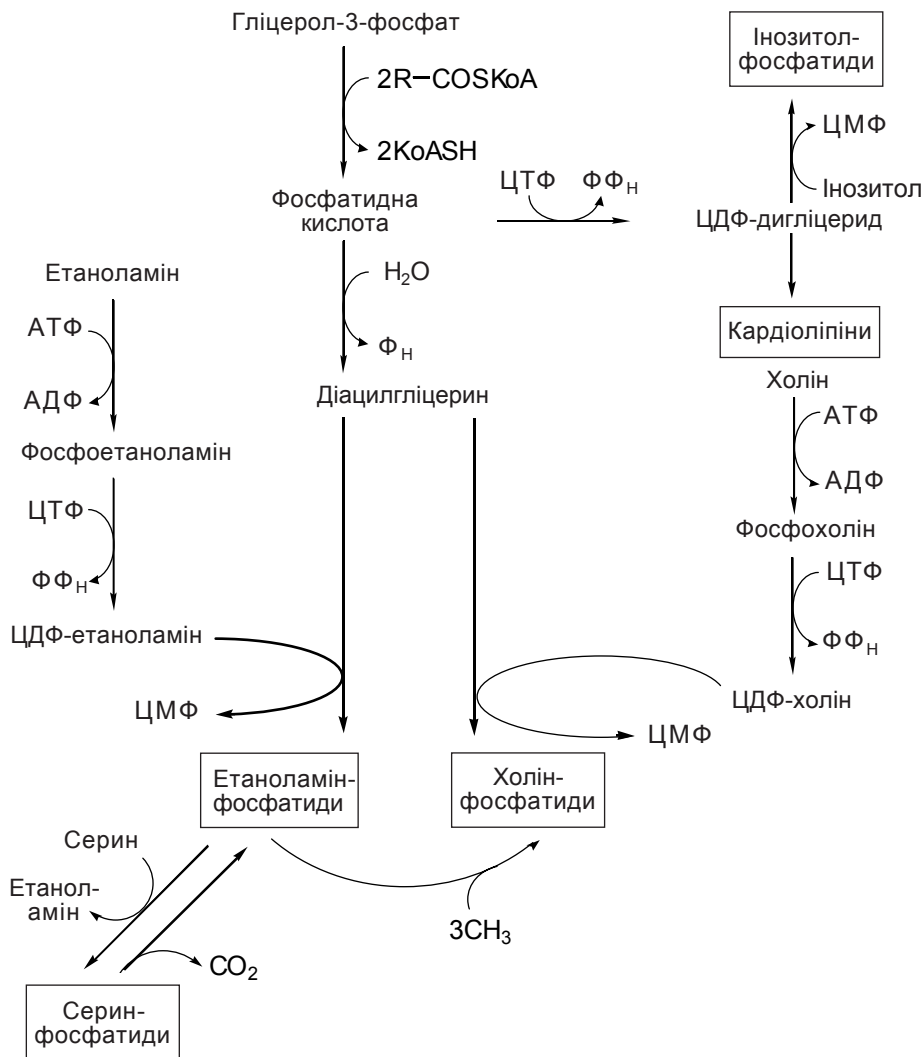 Гліцерол-3-фосфат
2R–COSKoA
2KoASH
Фосфатидна
кислота
ЦТФ ФФН
Інозитол-
фосфатиди
ЦМФ
Інозитол
ЦДФ-дигліцерид
Кардіоліпіни
H2O
ФН
Діацилгліцерин
Етаноламін
АТФ
АДФ
Фосфоетаноламін
ЦТФ
ФФН
ЦДФ-етаноламін
ЦМФ
Холін
АТФ
АДФ
Фосфохолін
ЦТФ
ФФН
ЦДФ-холін
ЦМФ
Етаноламін-
фосфатиди
Холін-
фосфатиди
Серин
Етанол-
амін
3CH3
CO2
Серин-
фосфатиди